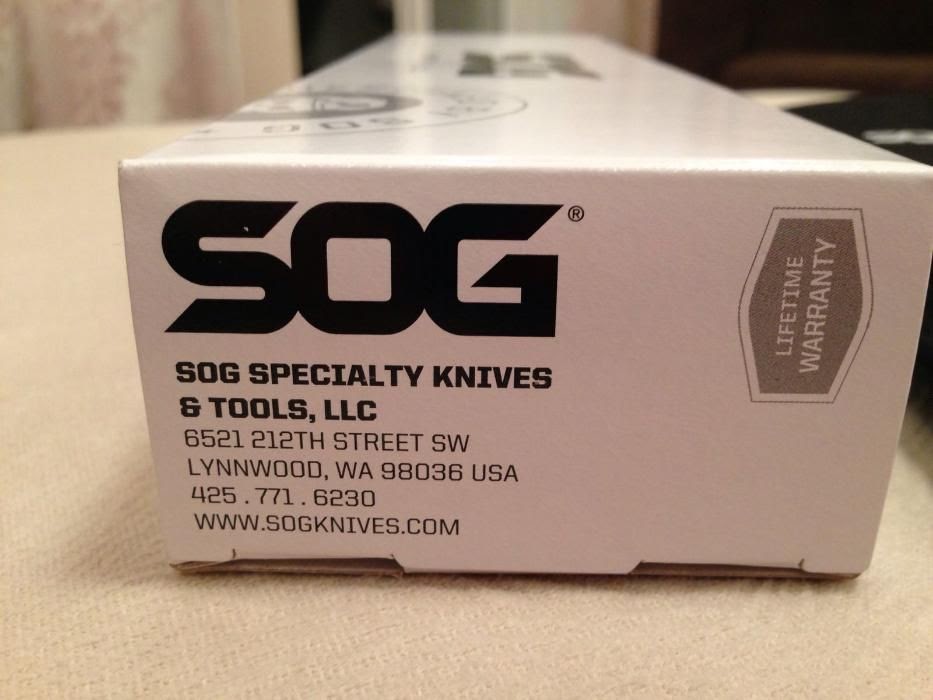 SOG
SOG®
SOG SPECIALTY KNIVES
& TOOLS, LLC
6521 212TH STREET SW
LYNNWOOD, WA 98036 USA
425.771.6230
WWW.SOGKNIVES.COM
LIFETIME
WARRANTY